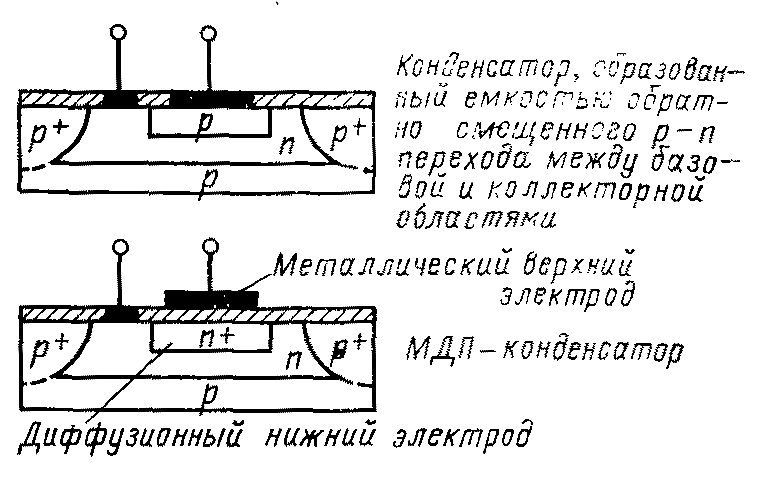 Конденсатор, образован-
ный емкостью обрат-
но смещенного p-n
перехода между базо-
вой и коллекторной
областями
p+ p n p+
p
Металлический верхний
электрод
p+ n+ n p+
МДП-конденсатор
p
Диффузионный нижний электрод